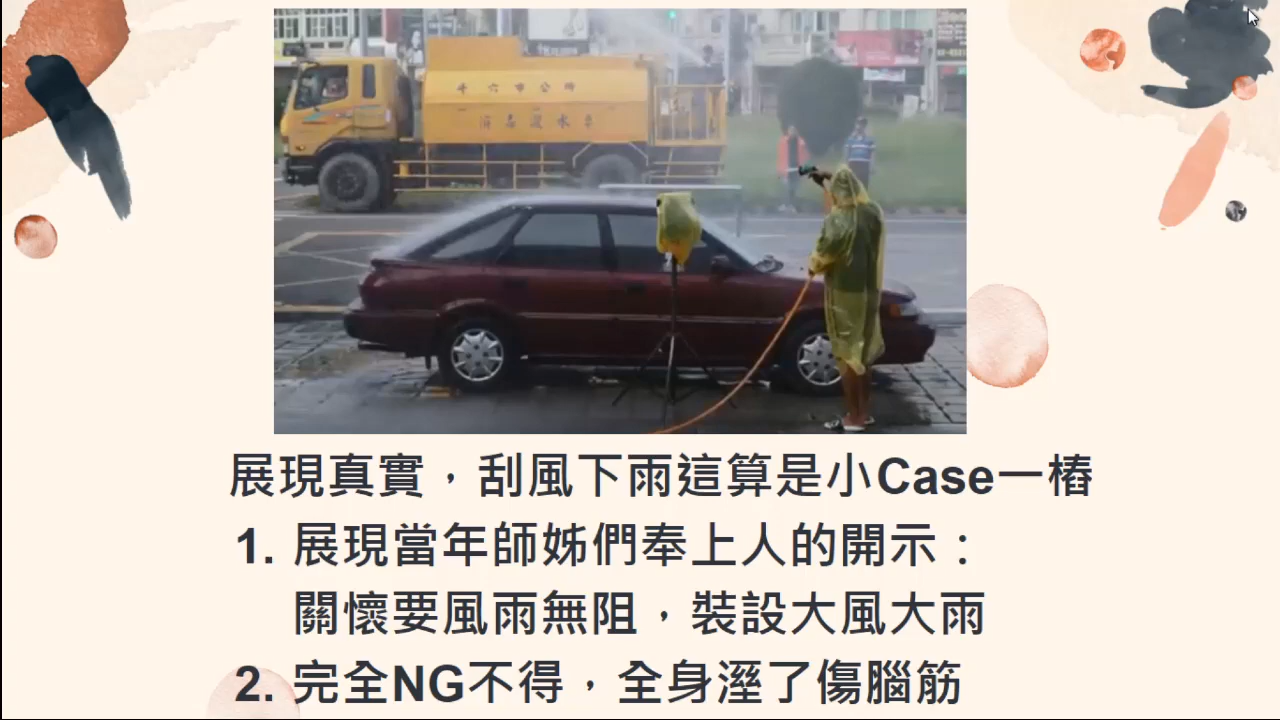 展現真實，刮風下雨這算是小Case一樁
1. 展現當年師姊們奉上人的開示：
關懷要風雨無阻，裝設大風大雨
2. 完全NG不得，全身溼了傷腦筋